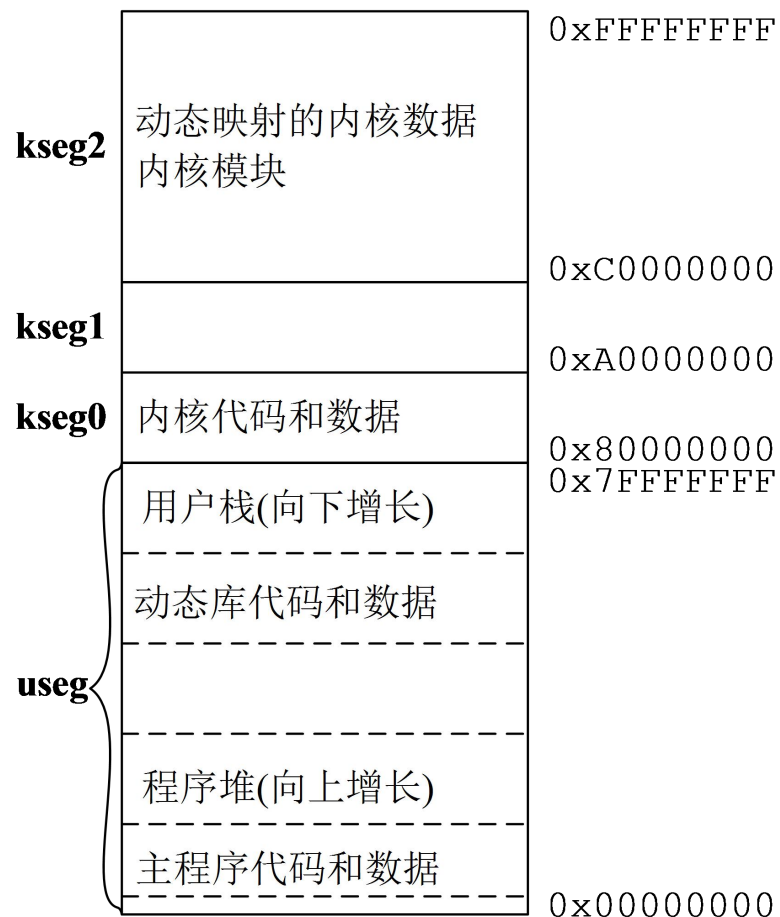 0xFFFFFFFF
kseg2
动态映射的内核数据
内核模块
0xC0000000
kseg1
0xA0000000
kseg0
内核代码和数据
0x80000000
0x7FFFFFFF
用户栈(向下增长)
动态库代码和数据
useg
程序堆(向上增长)
主程序代码和数据
0x00000000